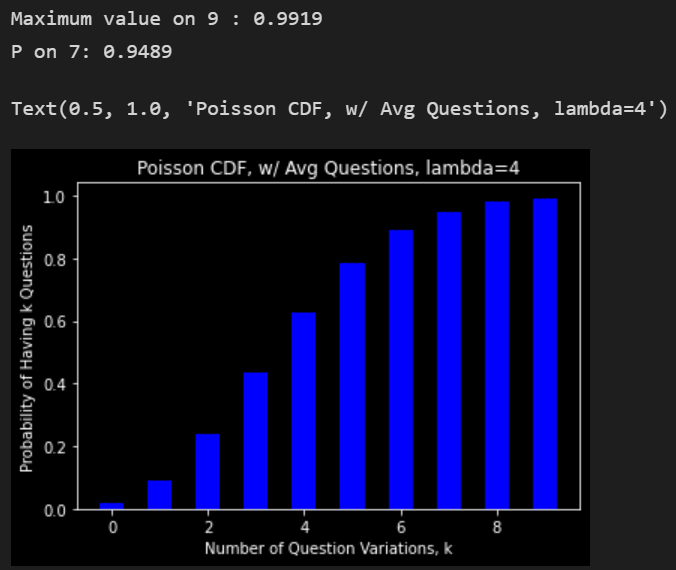 Maximum value on 9 : 0.9919
P on 7: 0.9489
Text(0.5, 1.0, 'Poisson CDF, w/ Avg Questions, lambda=4')
Poisson CDF, w/ Avg Questions, lambda=4
Probability of Having k Questions
1.0
0.8
0.6
0.4
0.2
0.0
0 2 4 6 8
Number of Question Variations, k